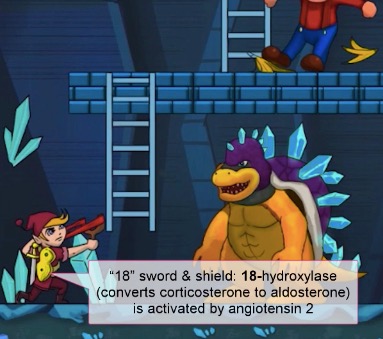 "18" sword & shield: 18-hydroxylase
(converts corticosterone to aldosterone)
is activated by angiotensin 2